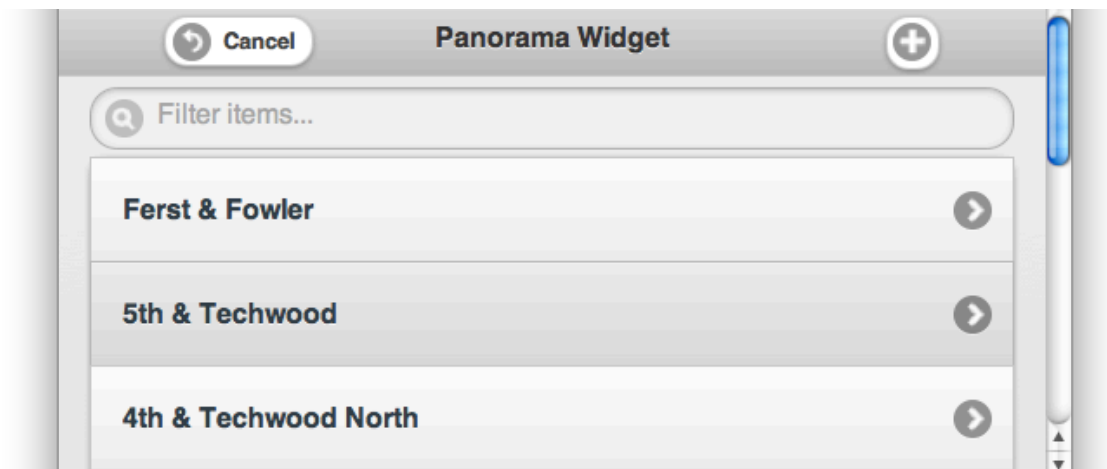 Cancel Panorama Widget
Filter items...
Ferst & Fowler
5th & Techwood
4th & Techwood North